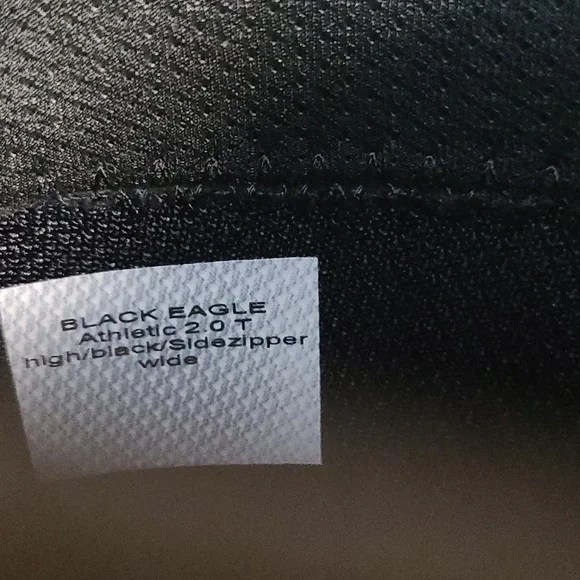 BLACK EAGLE
Athletic 2.0 T
high/black/Sidezipper
wide